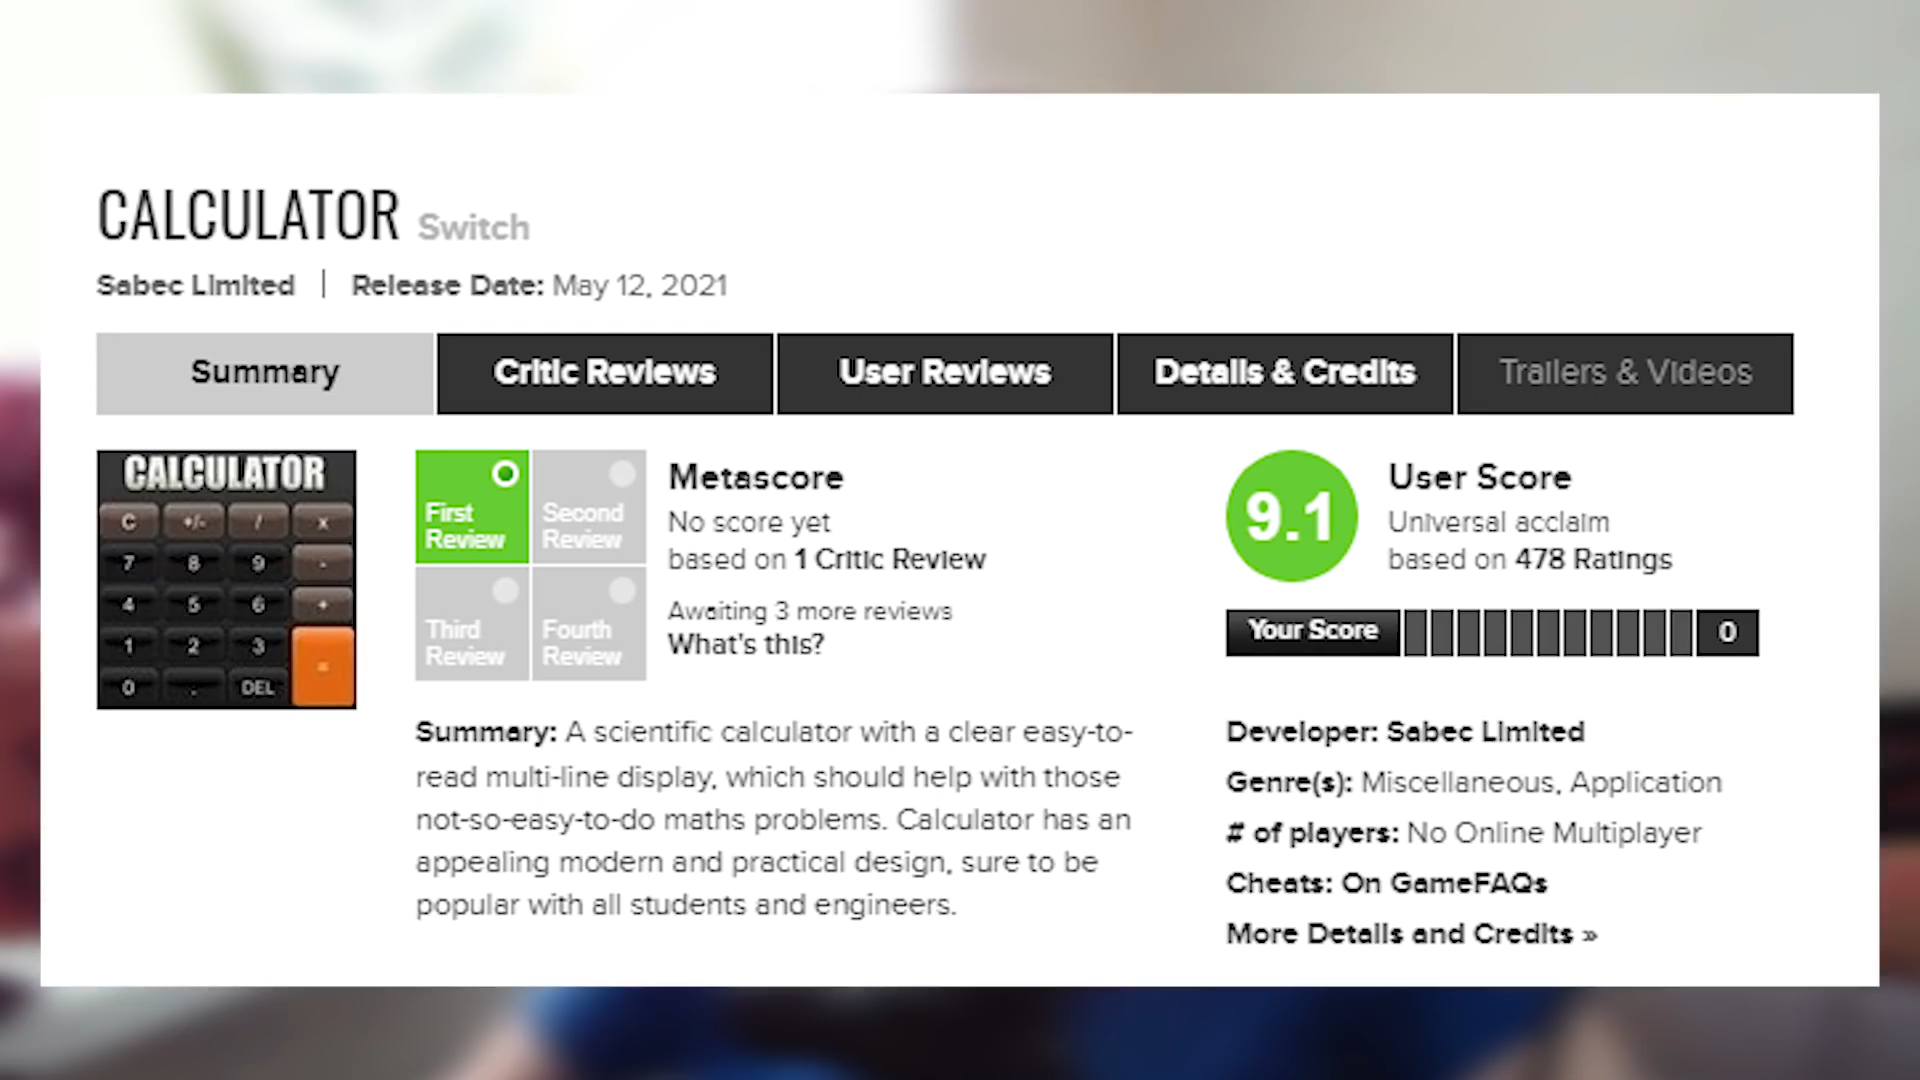 CALCULATOR Switch
Sabec Limited | Release Date: May 12, 2021
Summary
Critic Reviews
User Reviews
Details & Credits
Trailers & Videos
CALCULATOR
C +/- / x
7 8 9 -
4 5 6 +
1 2 3 =
0 . DEL
First
Review
Second
Review
Third
Review
Fourth
Review
Metascore
No score yet
based on 1 Critic Review
Awaiting 3 more reviews
What's this?
Summary: A scientific calculator with a clear easy-to-
read multi-line display, which should help with those
not-so-easy-to-do maths problems. Calculator has an
appealing modern and practical design, sure to be
popular with all students and engineers.
9.1
User Score
Universal acclaim
based on 478 Ratings
Your Score
0
Developer: Sabec Limited
Genre(s): Miscellaneous, Application
# of players: No Online Multiplayer
Cheats: On GameFAQs
More Details and Credits »